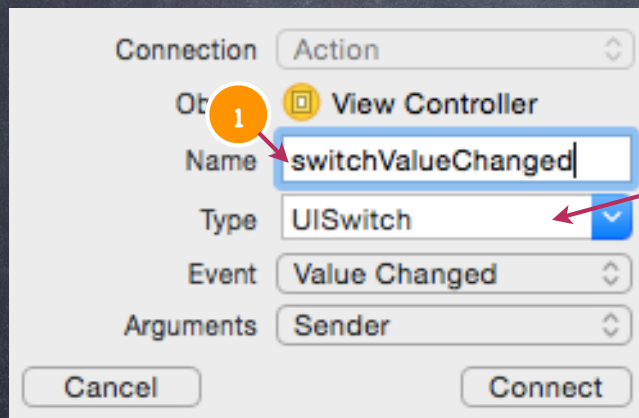 Connection Action
Ob
1
View Controller
Name switchValueChanged
Type UISwitch
Event Value Changed
Arguments Sender
Cancel Connect